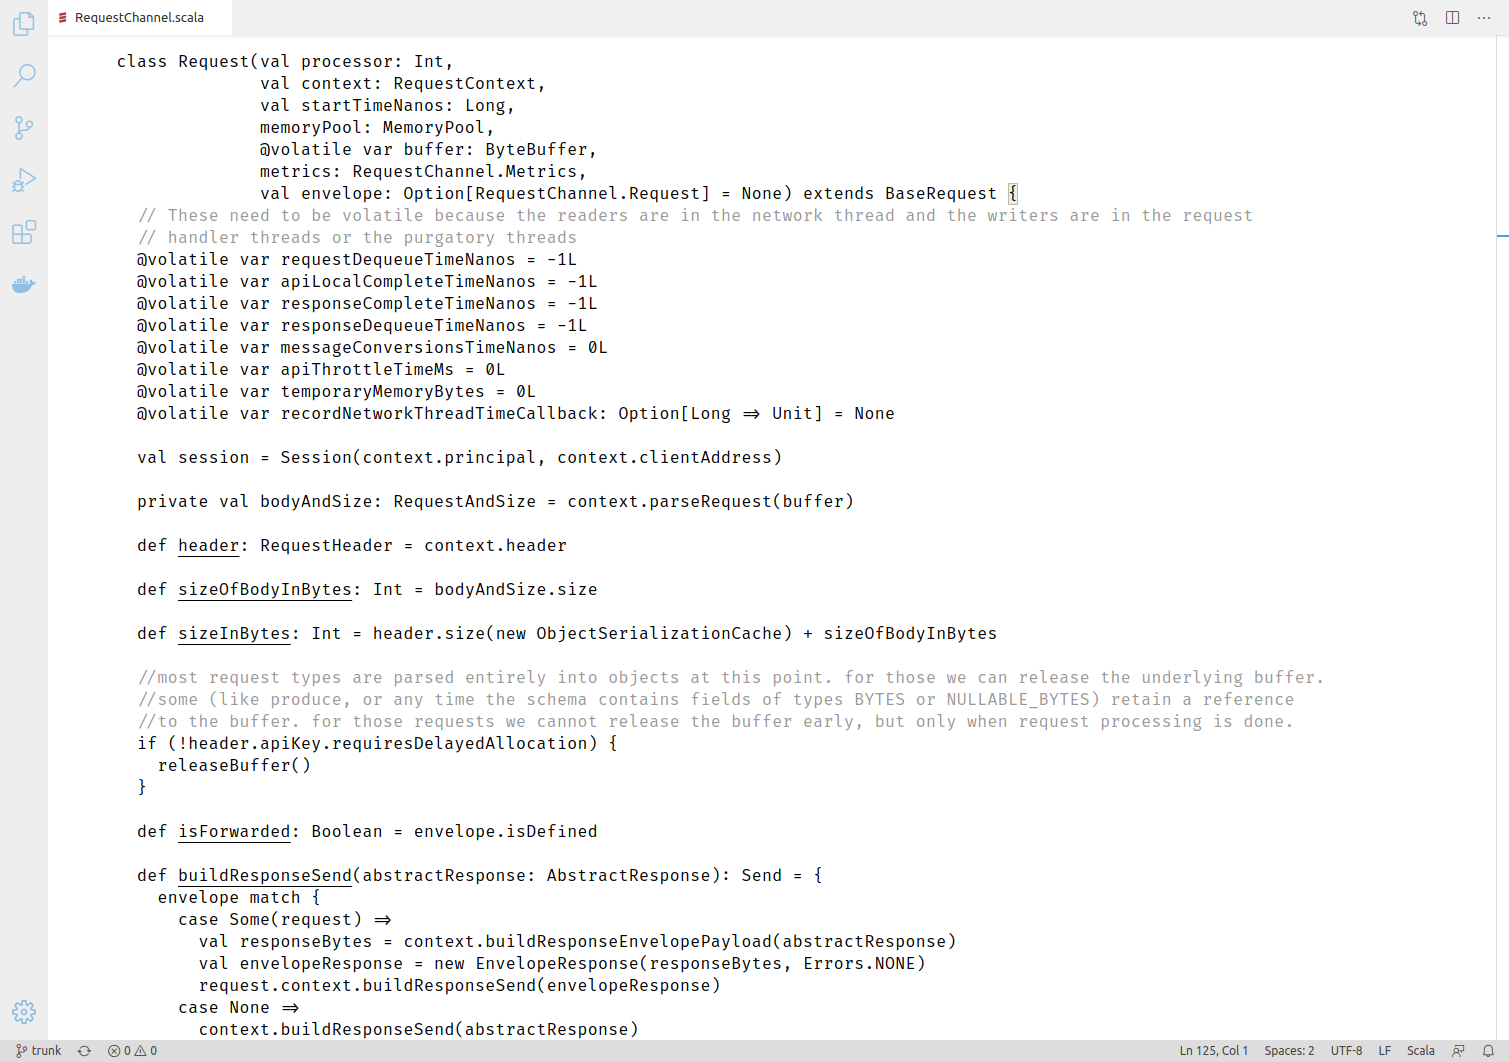 RequestChannel.scala
class Request(val processor: Int,
              val context: RequestContext,
              val startTimeNanos: Long,
              memoryPool: MemoryPool,
              @volatile var buffer: ByteBuffer,
              metrics: RequestChannel.Metrics,
              val envelope: Option[RequestChannel.Request] = None) extends BaseRequest {
  // These need to be volatile because the readers are in the network thread and the writers are in the request
  // handler threads or the purgatory threads
  @volatile var requestDequeueTimeNanos = -1L
  @volatile var apiLocalCompleteTimeNanos = -1L
  @volatile var responseCompleteTimeNanos = -1L
  @volatile var responseDequeueTimeNanos = -1L
  @volatile var messageConversionsTimeNanos = 0L
  @volatile var apiThrottleTimeMs = 0L
  @volatile var temporaryMemoryBytes = 0L
  @volatile var recordNetworkThreadTimeCallback: Option[Long => Unit] = None

  val session = Session(context.principal, context.clientAddress)

  private val bodyAndSize: RequestAndSize = context.parseRequest(buffer)

  def header: RequestHeader = context.header

  def sizeOfBodyInBytes: Int = bodyAndSize.size

  def sizeInBytes: Int = header.size(new ObjectSerializationCache) + sizeOfBodyInBytes

  //most request types are parsed entirely into objects at this point. for those we can release the underlying buffer.
  //some (like produce, or any time the schema contains fields of types BYTES or NULLABLE_BYTES) retain a reference
  //to the buffer. for those requests we cannot release the buffer early, but only when request processing is done.
  if (!header.apiKey.requiresDelayedAllocation) {
    releaseBuffer()
  }

  def isForwarded: Boolean = envelope.isDefined

  def buildResponseSend(abstractResponse: AbstractResponse): Send = {
    envelope match {
      case Some(request) =>
        val responseBytes = context.buildResponseEnvelopePayload(abstractResponse)
        val envelopeResponse = new EnvelopeResponse(responseBytes, Errors.NONE)
        request.context.buildResponseSend(envelopeResponse)
      case None =>
        context.buildResponseSend(abstractResponse)
trunk 0 0 Ln 125, Col 1 Spaces: 2 UTF-8 LF Scala